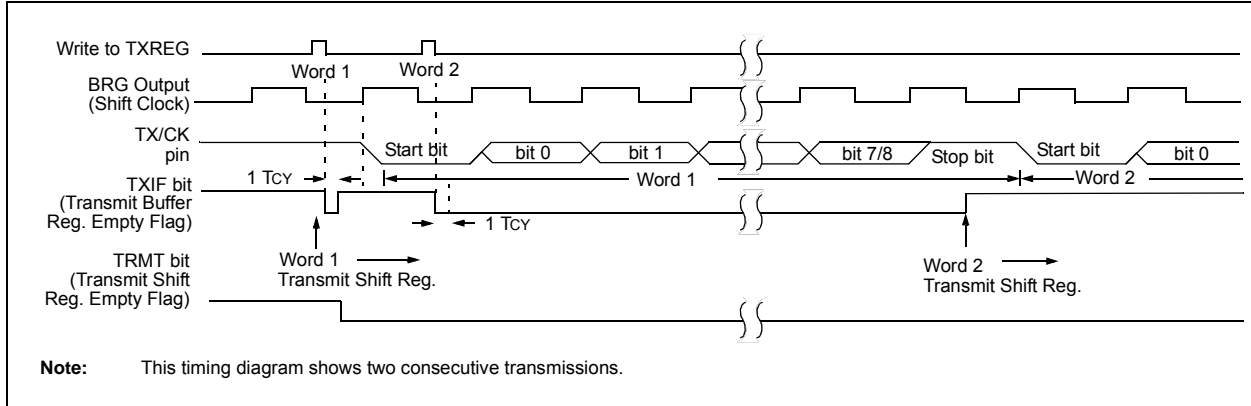 Write to TXREG
Word 1
Word 2
BRG Output
(Shift Clock)
TX/CK
pin
Start bit
bit 0
bit 1
bit 7/8
Stop bit
Start bit
bit 0
1 TCY
Word 1
Word 2
TXIF bit
(Transmit Buffer
Reg. Empty Flag)
1 TCY
Word 1
Transmit Shift Reg.
Word 2
Transmit Shift Reg.
TRMT bit
(Transmit Shift
Reg. Empty Flag)
Note: This timing diagram shows two consecutive transmissions.